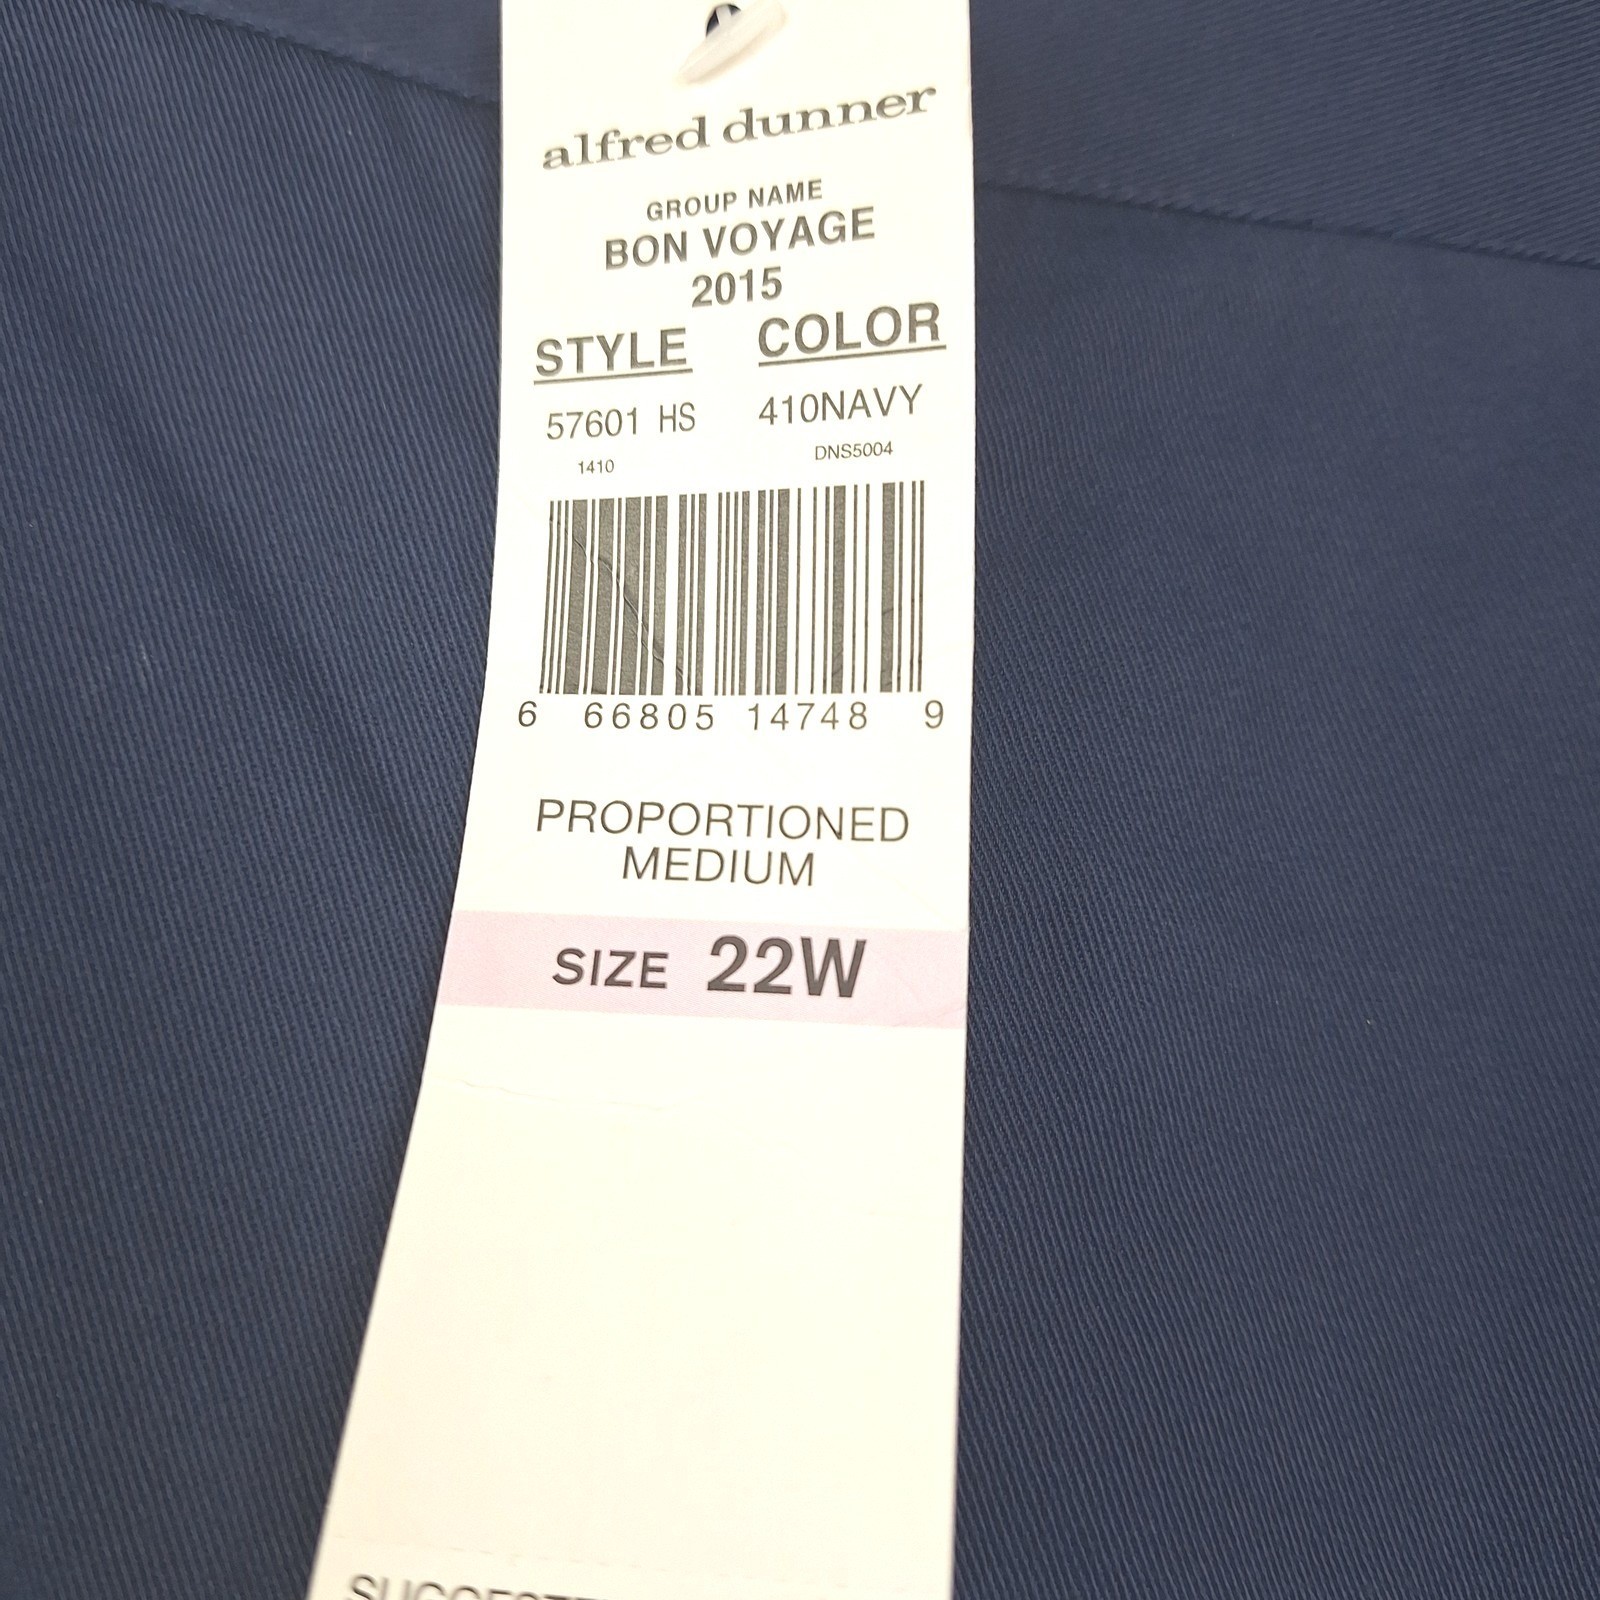 alfred dunner
GROUP NAME
BON VOYAGE
2015
STYLE COLOR
57601 HS 410NAVY
1410 DNS5004
6 66805 14748 9
PROPORTIONED
MEDIUM
SIZE 22W